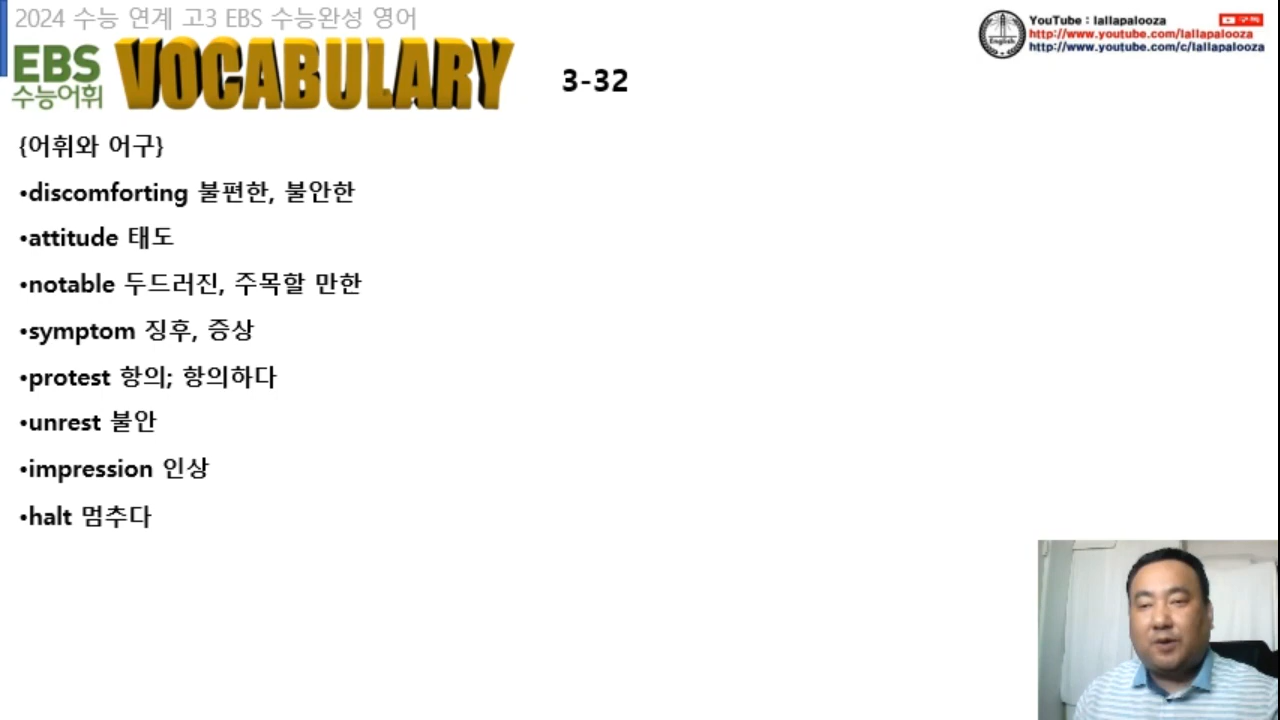 2024 수능 연계 고3 EBS 수능완성 영어
EBS
수능어휘
VOCABULARY
3-32
YouTube : lallapalooza
구독
http://www.youtube.com/lallapalooza
http://www.youtube.com/c/lallapalooza
English
{어휘와 어구}
•discomforting 불편한, 불안한
•attitude 태도
•notable 두드러진, 주목할 만한
•symptom 징후, 증상
•protest 항의; 항의하다
•unrest 불안
•impression 인상
•halt 멈추다